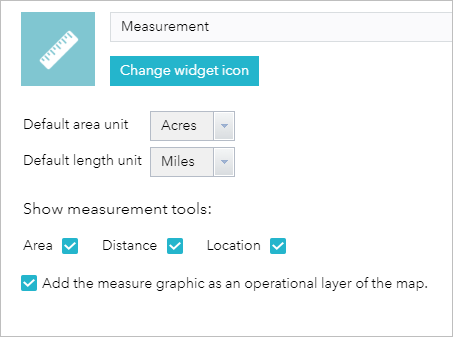 Measurement
Change widget icon
Default area unit Acres
Default length unit Miles
Show measurement tools:
Area Distance Location
Add the measure graphic as an operational layer of the map.